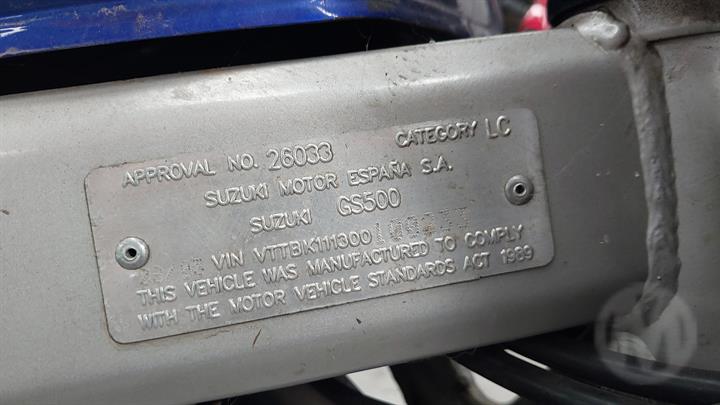 APPROVAL NO. 26033 CATEGORY LC
SUZUKI MOTOR ESPAÑA S.A.
SUZUKI GS500
VIN
THIS VEHICLE WAS MANUFACTURED TO COMPLY
WITH THE MOTOR VEHICLE STANDARDS ACT 1989